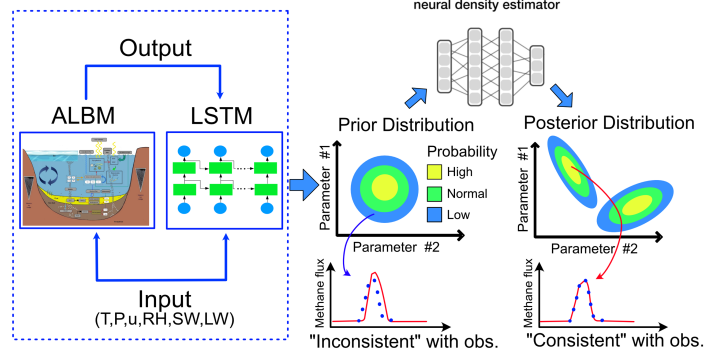 neural density estimator
Output
ALBM
LSTM
Input
(T,P,u,RH,SW,LW)
Prior Distribution
Probability
High
Normal
Low
Parameter #1
Parameter #2
Methane flux
"Inconsistent" with obs.
Posterior Distribution
Parameter #1
Parameter #2
Methane flux
"Consistent" with obs.